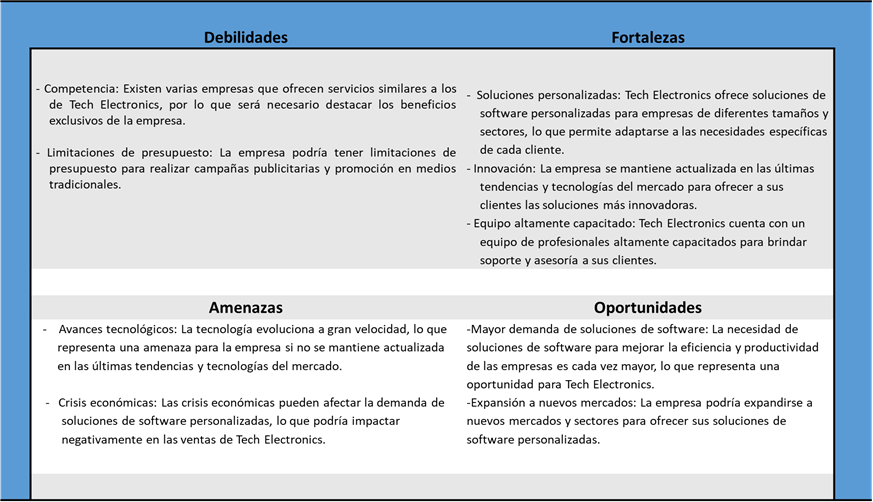 Debilidades
- Competencia: Existen varias empresas que ofrecen servicios similares a los
de Tech Electronics, por lo que será necesario destacar los beneficios
exclusivos de la empresa.
- Limitaciones de presupuesto: La empresa podría tener limitaciones de
presupuesto para realizar campañas publicitarias y promoción en medios
tradicionales.
Fortalezas
- Soluciones personalizadas: Tech Electronics ofrece soluciones de
software personalizadas para empresas de diferentes tamaños y
sectores, lo que permite adaptarse a las necesidades específicas
de cada cliente.
- Innovación: La empresa se mantiene actualizada en las últimas
tendencias y tecnologías del mercado para ofrecer a sus
clientes las soluciones más innovadoras.
- Equipo altamente capacitado: Tech Electronics cuenta con un
equipo de profesionales altamente capacitados para brindar
soporte y asesoría a sus clientes.
Amenazas
- Avances tecnológicos: La tecnología evoluciona a gran velocidad, lo que
representa una amenaza para la empresa si no se mantiene actualizada
en las últimas tendencias y tecnologías del mercado.
- Crisis económicas: Las crisis económicas pueden afectar la demanda de
soluciones de software personalizadas, lo que podría impactar
negativamente en las ventas de Tech Electronics.
Oportunidades
-Mayor demanda de soluciones de software: La necesidad de
soluciones de software para mejorar la eficiencia y productividad
de las empresas es cada vez mayor, lo que representa una
oportunidad para Tech Electronics.
-Expansión a nuevos mercados: La empresa podría expandirse a
nuevos mercados y sectores para ofrecer sus soluciones de
software personalizadas.